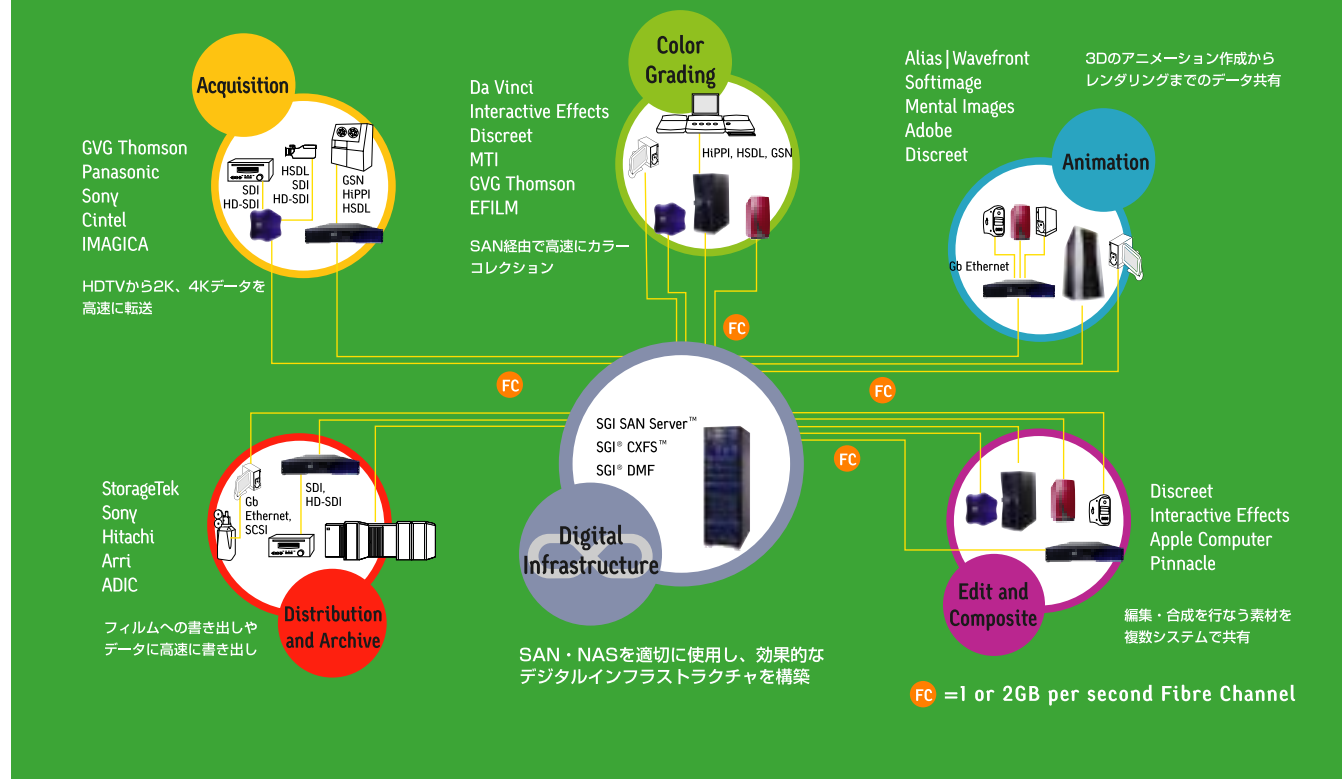 Acquisition
GVG Thomson
Panasonic
Sony
Cintel
IMAGICA
HDTVから2K、4Kデータを
高速に転送
SDI
HD-SDI
HSDL
SDI
HD-SDI
GSN
HiPPI
HSDL
Color
Grading
Da Vinci
Interactive Effects
Discreet
MTI
GVG Thomson
EFILM
SAN経由で高速にカラー
コレクション
HiPPI, HSDL, GSN
Alias|Wavefront
Softimage
Mental Images
Adobe
Discreet
3Dのアニメーション作成から
レンダリングまでのデータ共有
Animation
Gb Ethernet
FC
FC
FC
FC
SGI SAN Server™
SGI® CXFS™
SGI® DMF
Digital
Infrastructure
SAN・NASを適切に使用し、効果的な
デジタルインフラストラクチャを構築
StorageTek
Sony
Hitachi
Arri
ADIC
フィルムへの書き出しや
データに高速に書き出し
Gb
Ethernet,
SCSI
SDI,
HD-SDI
Distribution
and Archive
Edit and
Composite
Discreet
Interactive Effects
Apple Computer
Pinnacle
編集・合成を行なう素材を
複数システムで共有
FC =1 or 2GB per second Fibre Channel